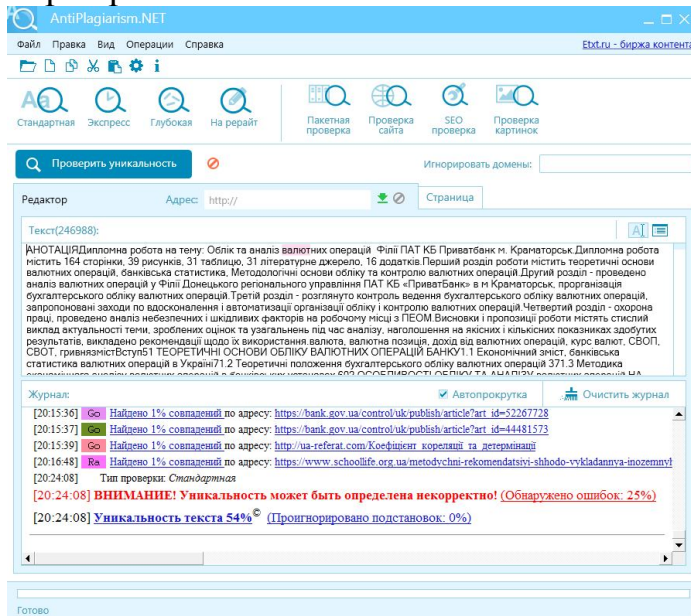 AntiPlagiarism.NET
Файл Правка Вид Операции Справка
Etxt.ru - биржа контента
Стандартная Экспресс Глубокая На рерайт
Пакетная проверка Проверка сайта SEO проверка Проверка картинок
Проверить уникальность
Игнорировать домены:
Редактор Адрес: http:// Страница
Текст(246988):
АНОТАЦІЯДипломна робота на тему: Облік та аналіз валютних операцій Філії ПАТ КБ Приватбанк м. Краматорськ.Дипломна робота
містить 164 сторінки, 39 рисунків, 31 таблицю, 31 літературне джерело, 16 додатків.Перший розділ роботи містить теоретичні основи
валютних операцій, банківська статистика, Методологічні основи обліку та контролю валютних операцій.Другий розділ - проведено
аналіз валютних операцій у Філії Донецького регіонального управління ПАТ КБ «ПриватБанк» в м Краматорськ, прорганізація
бухгалтерського обліку валютних операцій.Третій розділ - розглянуто контроль ведення бухгалтерського обліку валютних операцій,
запропоновані заходи по вдосконалення і автоматизації організації обліку і контролю валютних операцій.Четвертий розділ - охорона
праці, проведено аналіз небезпечних і шкідливих факторів на робочому місці з ПЕОМ.Висновки і пропозиції роботи містять стислий
виклад актуальності теми, зроблених оцінок та узагальнень під час аналізу, наголошення на якісних і кількісних показниках здобутих
результатів, викладено рекомендації щодо їх використання.валюта, валютна позиція, дохід від валютних операцій, курс валют, СВОП,
СВОТ, гривнязмістВступ51 ТЕОРЕТИЧНІ ОСНОВИ ОБЛІКУ ВАЛЮТНИХ ОПЕРАЦІЙ БАНКУ1.1 Економічний зміст, банківська
статистика валютних операцій в Україні71.2 Теоретичні положення бухгалтерського обліку валютних операцій 371.3 Методика
Журнал: Автопрокрутка Очистить журнал
[20:15:36] Go Найдено 1% совпадений по адресу: https://bank.gov.ua/control/uk/publish/article?art_id=52267728
[20:15:37] Go Найдено 1% совпадений по адресу: https://bank.gov.ua/control/uk/publish/article?art_id=44481573
[20:15:39] Go Найдено 1% совпадений по адресу: http://ua-referat.com/Коефіцієнт_кореляції_та_детермінації
[20:16:48] Ra Найдено 1% совпадений по адресу: https://www.schoollife.org.ua/metodychni-rekomendatsiyi-shhodo-vykladannya-inozemnyh
[20:24:08] Тип проверки: Стандартная
[20:24:08] ВНИМАНИЕ! Уникальность может быть определена некорректно! (Обнаружено ошибок: 25%)
[20:24:08] Уникальность текста 54%© (Проигнорировано подстановок: 0%)
Готово